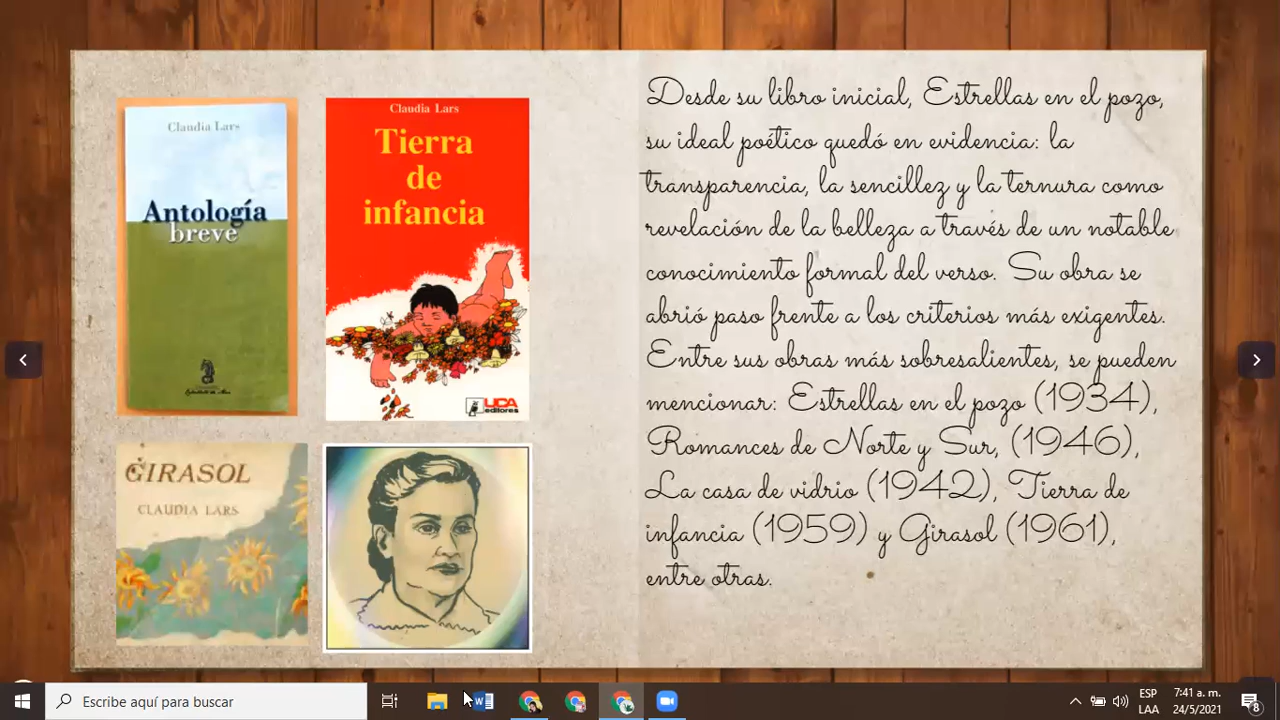 Claudia Lars
Antología
breve
Claudia Lars
Tierra
de
infancia
UCA
editores
GIRASOL
CLAUDIA LARS
Desde su libro inicial, Estrellas en el pozo,
su ideal poético quedó en evidencia: la
transparencia, la sencillez y la ternura como
revelación de la belleza a través de un notable
conocimiento formal del verso. Su obra se
abrió paso frente a los criterios más exigentes.
Entre sus obras más sobresalientes, se pueden
mencionar: Estrellas en el pozo (1934),
Romances de Norte y Sur, (1946),
La casa de vidrio (1942), Tierra de
infancia (1959) y Girasol (1961),
entre otras.
Escribe aquí para buscar
ESP
LAA
7:41 a. m.
24/5/2021
8